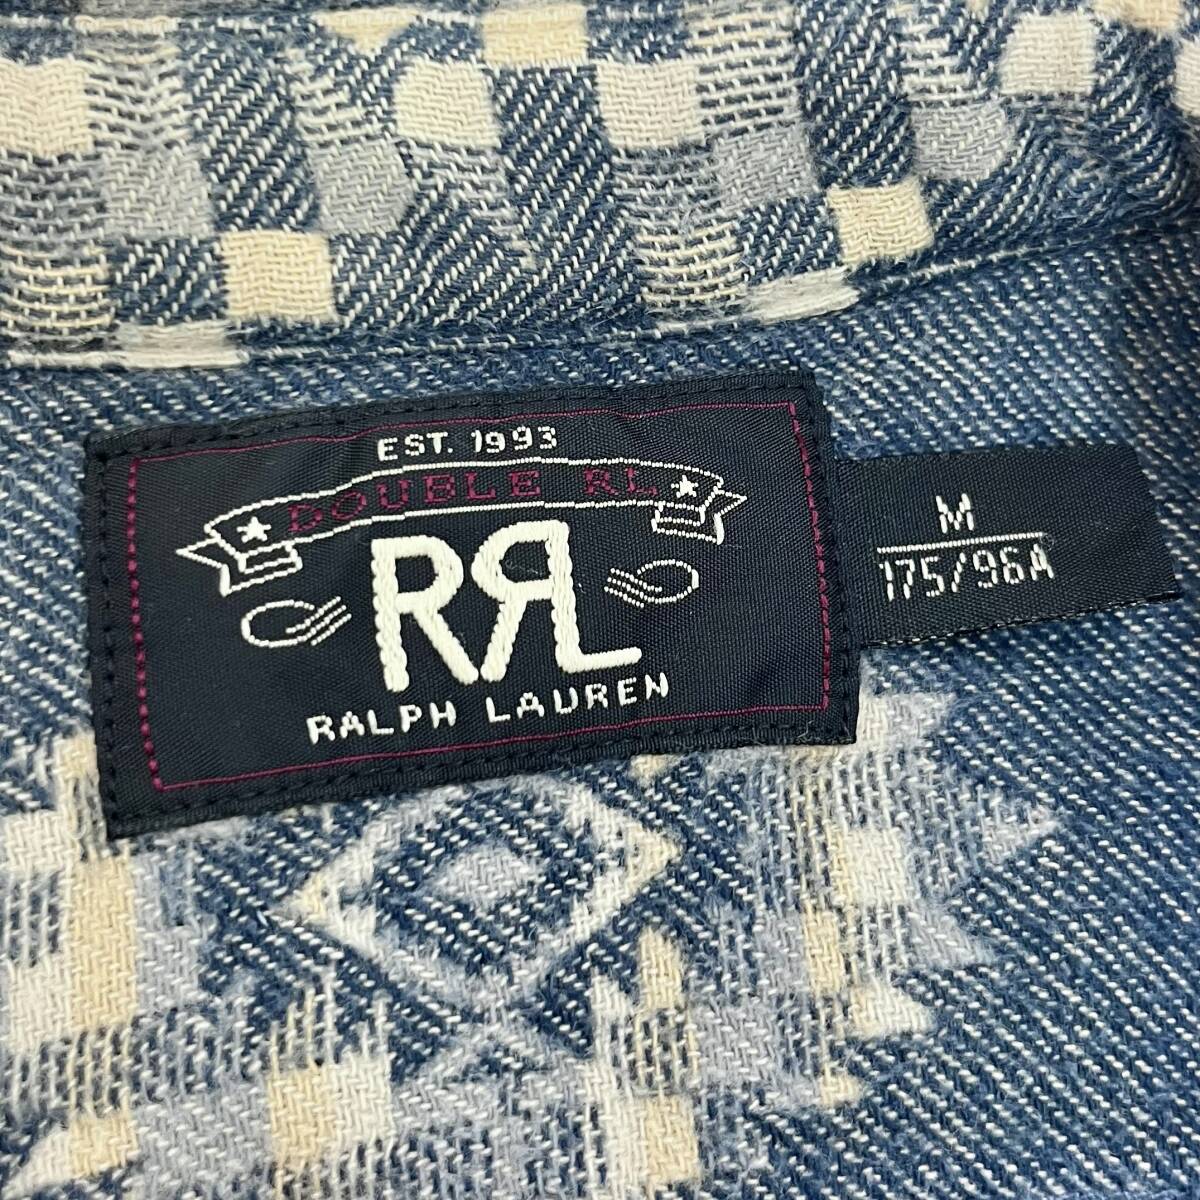 EST. 1993
DOUBLE RL
RRL
RALPH LAUREN
M
175/96A